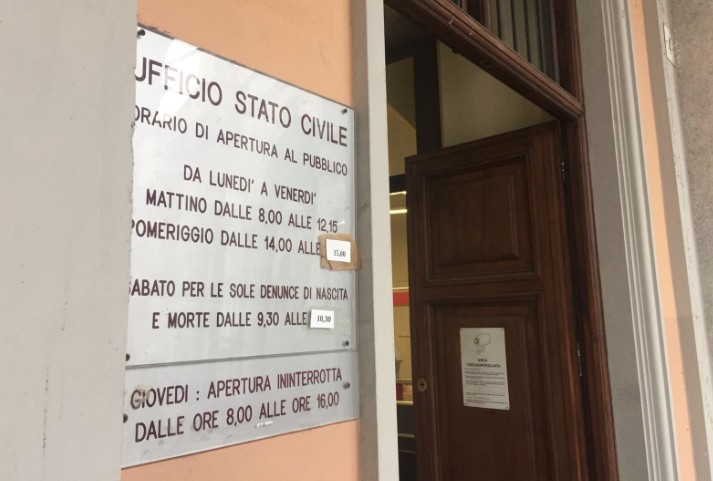 UFFICIO STATO CIVILE
ORARIO DI APERTURA AL PUBBLICO
DA LUNEDI' A VENERDI'
MATTINO DALLE 8,00 ALLE 12,15
POMERIGGIO DALLE 14,00 ALLE 15,00
SABATO PER LE SOLE DENUNCE DI NASCITA
E MORTE DALLE 9,30 ALLE 10,30
GIOVEDI : APERTURA ININTERROTTA
DALLE ORE 8,00 ALLE ORE 16,00
AREA
VIDEOSORVEGLIATA